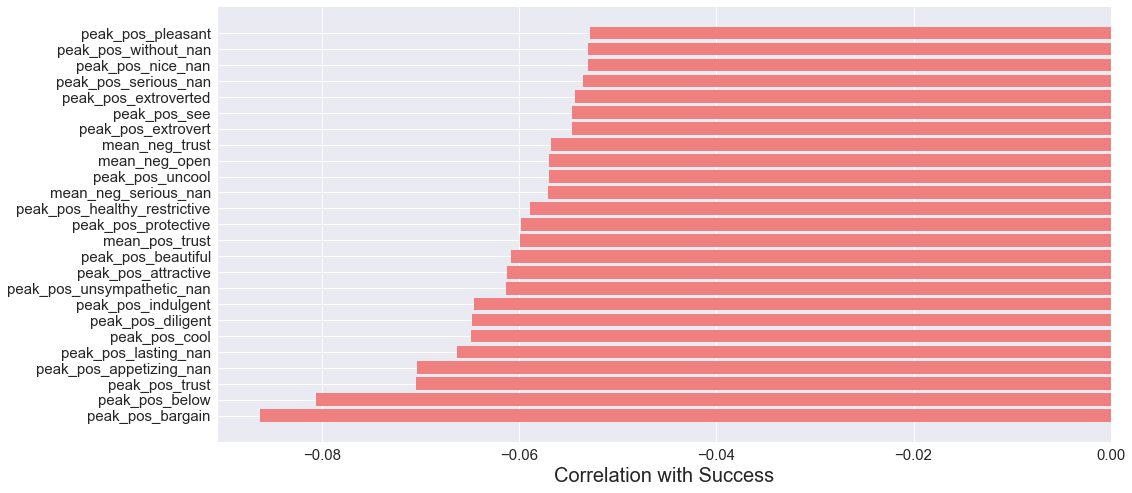 peak_pos_pleasant
peak_pos_without_nan
peak_pos_nice_nan
peak_pos_serious_nan
peak_pos_extroverted
peak_pos_see
peak_pos_extrovert
mean_neg_trust
mean_neg_open
peak_pos_uncool
mean_neg_serious_nan
peak_pos_healthy_restrictive
peak_pos_protective
mean_pos_trust
peak_pos_beautiful
peak_pos_attractive
peak_pos_unsympathetic_nan
peak_pos_indulgent
peak_pos_diligent
peak_pos_cool
peak_pos_lasting_nan
peak_pos_appetizing_nan
peak_pos_trust
peak_pos_below
peak_pos_bargain
−0.08 −0.06 −0.04 −0.02 0.00
Correlation with Success